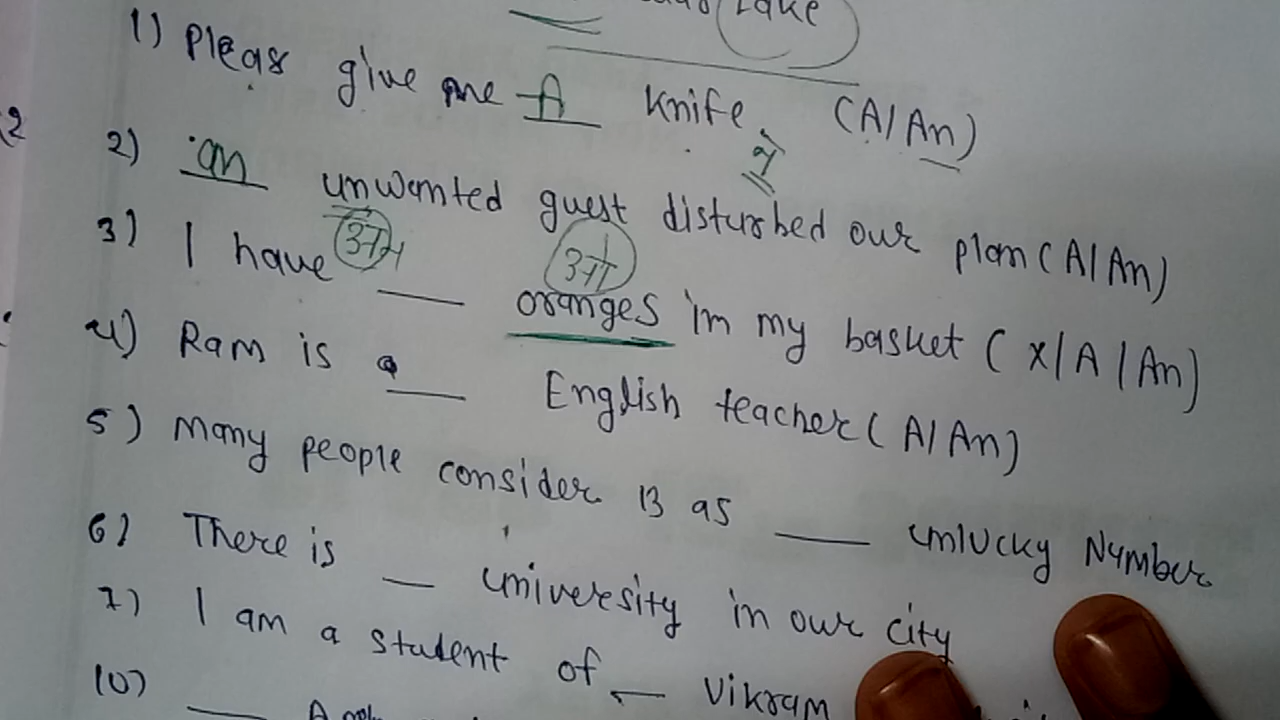 Lake
1) Pleas give me A knife. (A/An)
2) an unwanted guest disturbed our plan (A/An)
3) I have ___ oranges in my basket (X/A/An)
4) Ram is a English teacher (A/An)
5) Many people consider 13 as ___ unlucky Number
6) There is ___ university in our city
7) I am a student of ___ Vikram
10) ___